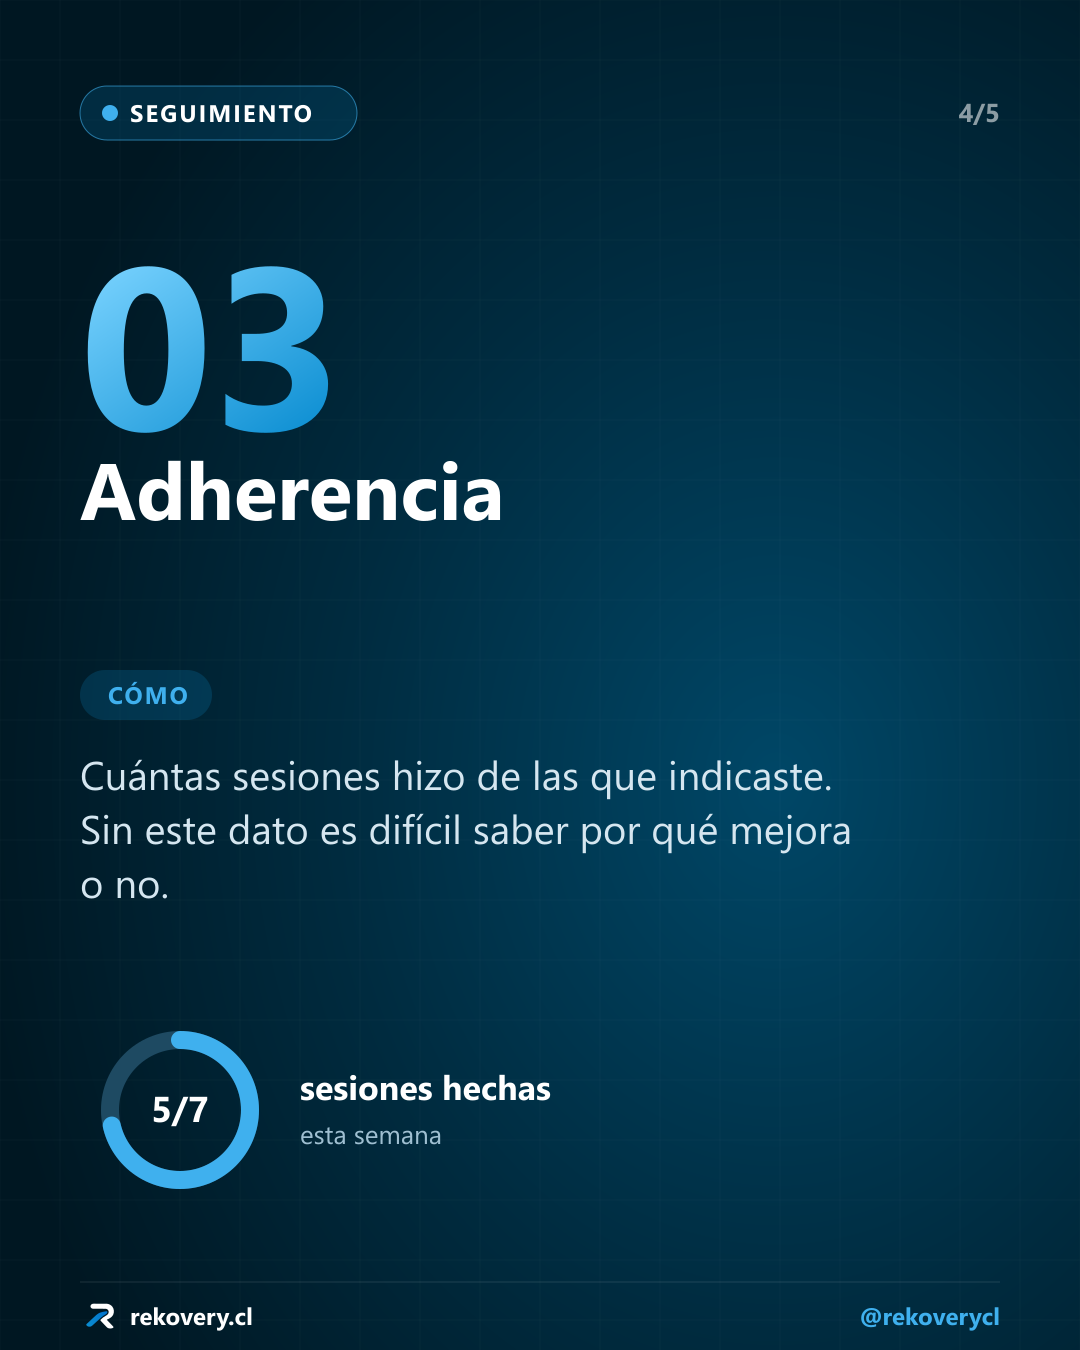 SEGUIMIENTO
4/5
03
Adherencia
CÓMO
Cuántas sesiones hizo de las que indicaste.
Sin este dato es difícil saber por qué mejora
o no.
5/7
sesiones hechas
esta semana
rekovery.cl
@rekoverycl